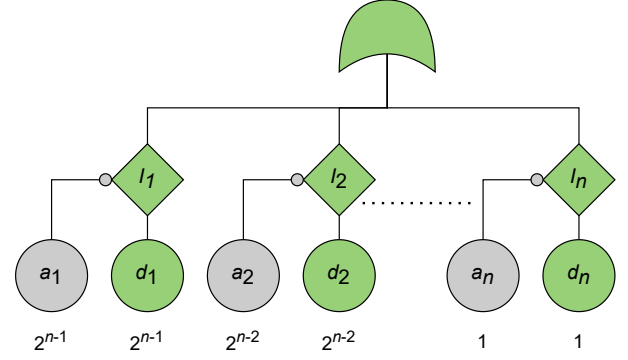 I₁ I₂ Iₙ
a₁ d₁ a₂ d₂ aₙ dₙ
2ⁿ⁻¹ 2ⁿ⁻¹ 2ⁿ⁻² 2ⁿ⁻² 1 1